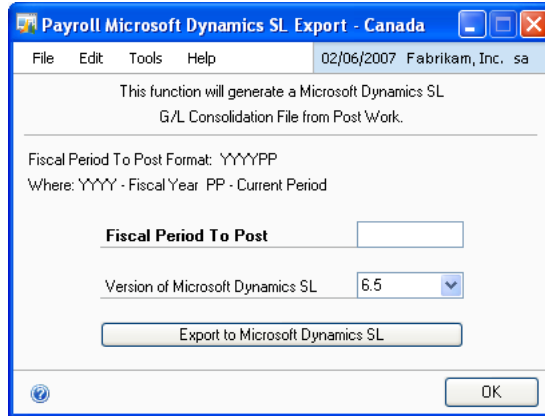 Payroll Microsoft Dynamics SL Export - Canada
File Edit Tools Help 02/06/2007 Fabrikam, Inc. sa
This function will generate a Microsoft Dynamics SL
G/L Consolidation File from Post Work.
Fiscal Period To Post Format: YYYYPP
Where: YYYY - Fiscal Year PP - Current Period
Fiscal Period To Post
Version of Microsoft Dynamics SL 6.5
Export to Microsoft Dynamics SL
OK